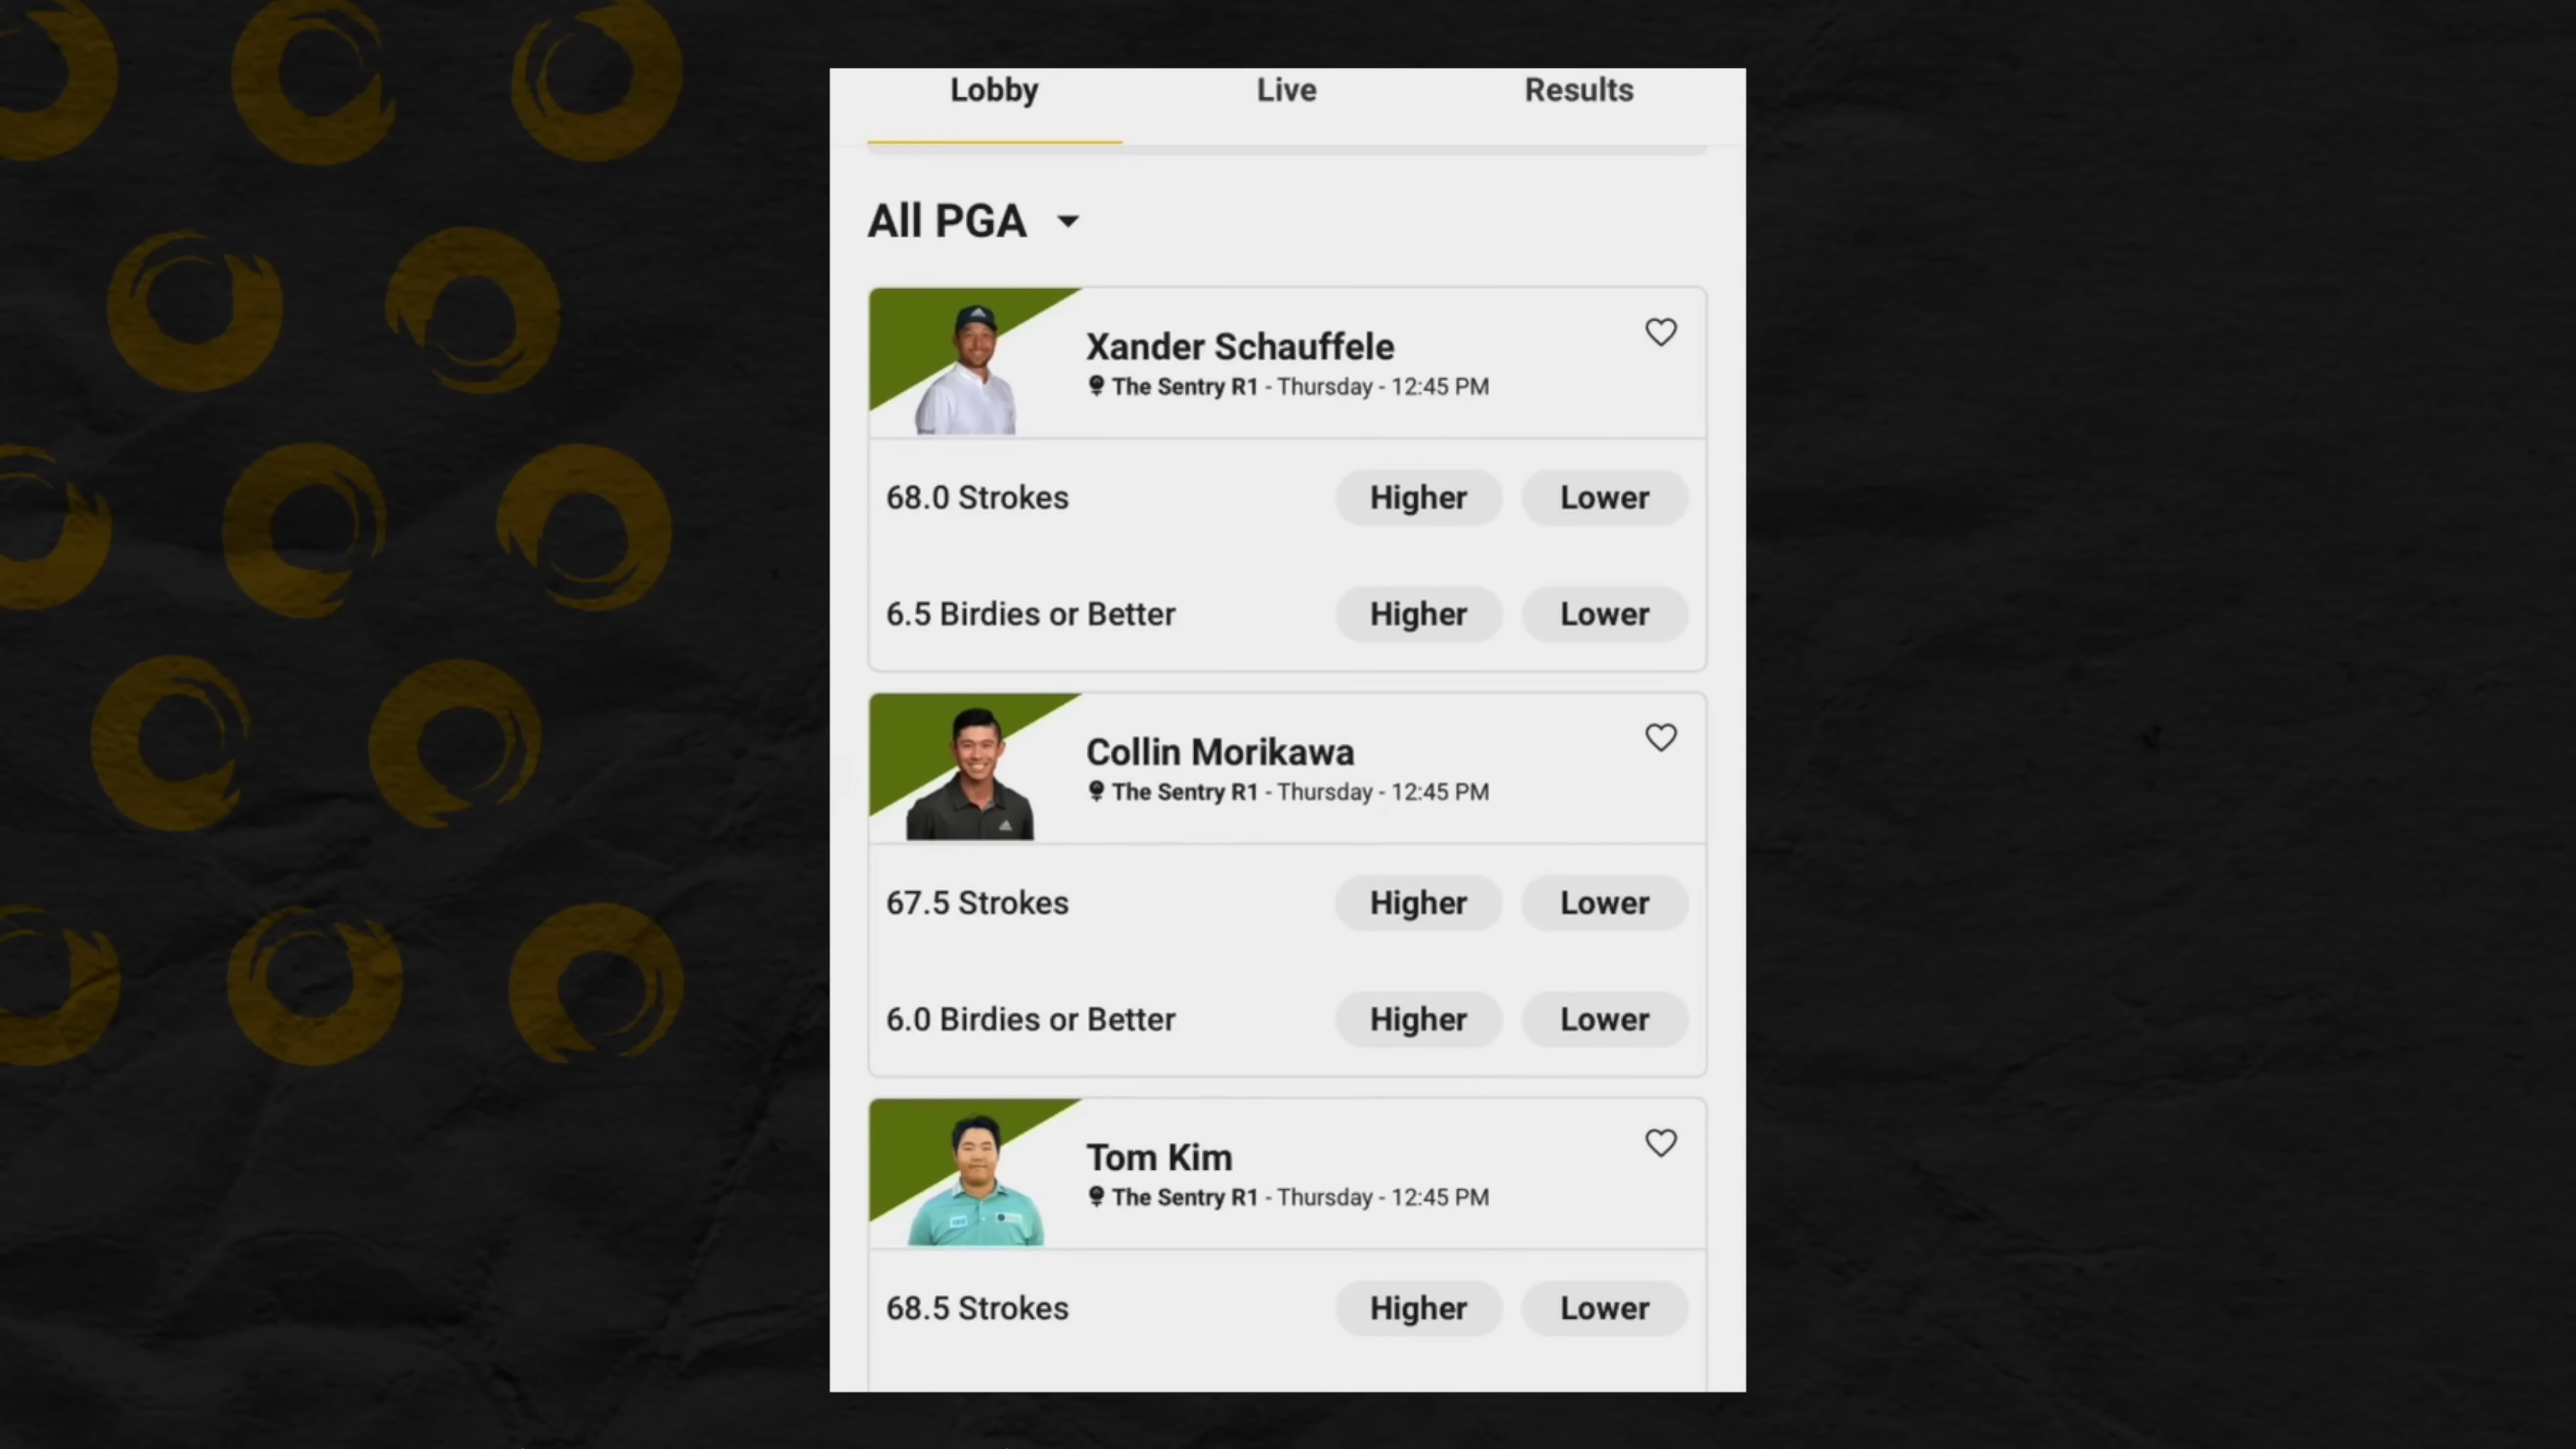 Lobby Live Results
All PGA
Xander Schauffele
The Sentry R1 - Thursday - 12:45 PM
68.0 Strokes Higher Lower
6.5 Birdies or Better Higher Lower
Collin Morikawa
The Sentry R1 - Thursday - 12:45 PM
67.5 Strokes Higher Lower
6.0 Birdies or Better Higher Lower
Tom Kim
The Sentry R1 - Thursday - 12:45 PM
68.5 Strokes Higher Lower